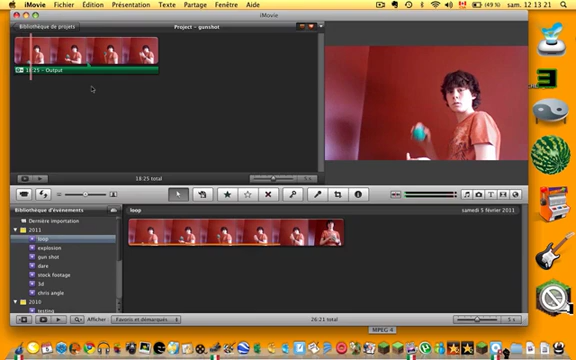 iMovie Fichier Édition Présentation Texte Partage Fenêtre Aide (49 %) sam. 12 13 21
iMovie
Bibliothèque de projets Project - gunshot
18:25 - Output
18:25 total 5 s
Bibliothèque d'événements loop samedi 5 février 2011
Dernière importation
2011
loop
explosion
gun shot
dare
stock footage
3d
chris angle
2010
testing
Afficher Favoris et démarqués 26:21 total 5 s
MPEG 4